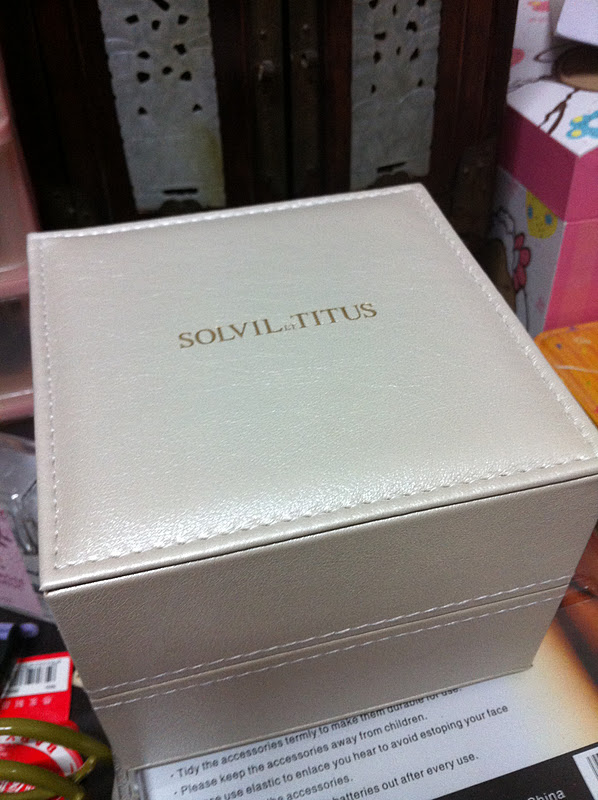 SOLVIL ET TITUS
· Tidy the accessories termly to make them durable for use.
· Please keep the accessories away from children.
use elastic to enlace you hear to avoid estoping your face
the accessories.
batteries out after every use.
China